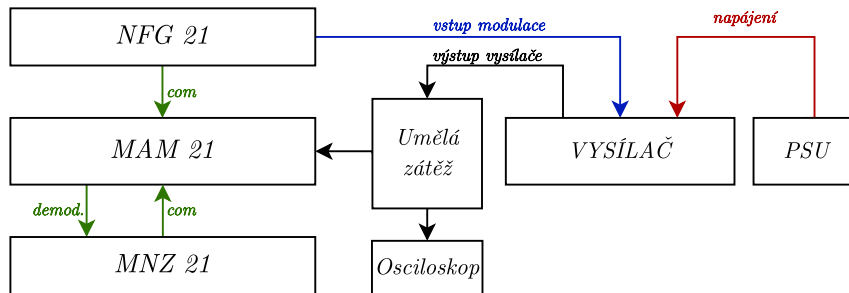 NFG 21
vstup modulace
napájení
výstup vysílače
com
MAM 21
Umělá
zátěž
VYSÍLAČ
PSU
demod.
com
MNZ 21
Osciloskop